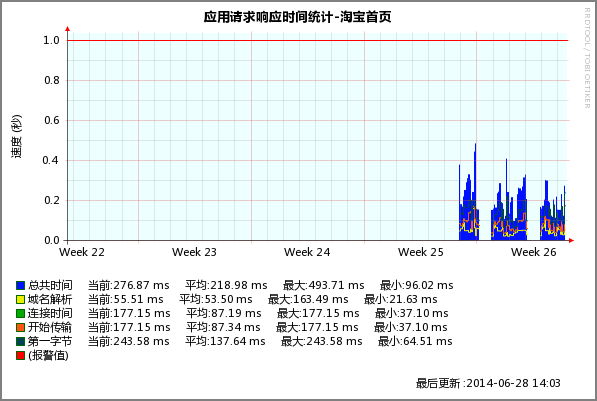 应用请求响应时间统计-淘宝首页
RRDTOOL / TOBI OETIKER
速度 (秒)
1.0
0.8
0.6
0.4
0.2
0.0
Week 22 Week 23 Week 24 Week 25 Week 26
总共时间 当前:276.87 ms 平均:218.98 ms 最大:493.71 ms 最小:96.02 ms
域名解析 当前:55.51 ms 平均:53.50 ms 最大:163.49 ms 最小:21.63 ms
连接时间 当前:177.15 ms 平均:87.19 ms 最大:177.15 ms 最小:37.10 ms
开始传输 当前:177.15 ms 平均:87.34 ms 最大:177.15 ms 最小:37.10 ms
第一字节 当前:243.58 ms 平均:137.64 ms 最大:243.58 ms 最小:64.51 ms
(报警值)
最后更新 :2014-06-28 14:03